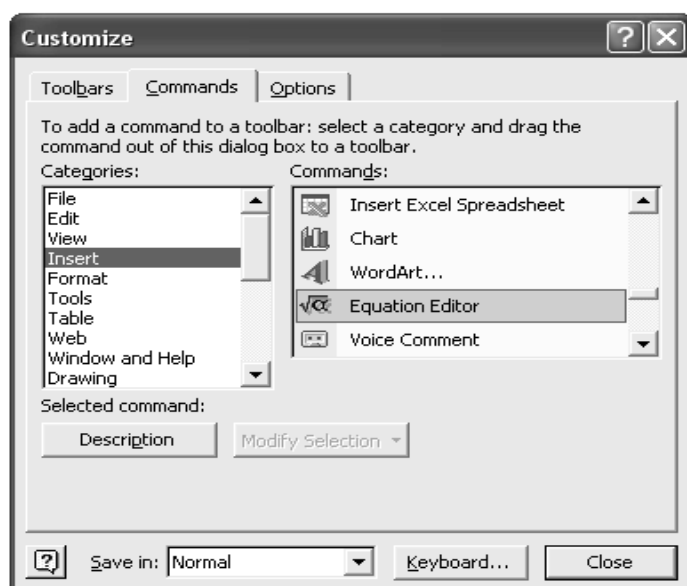 Customize
Toolbars Commands Options
To add a command to a toolbar: select a category and drag the
command out of this dialog box to a toolbar.
Categories:
File
Edit
View
Insert
Format
Tools
Table
Web
Window and Help
Drawing
Commands:
Insert Excel Spreadsheet
Chart
WordArt...
Equation Editor
Voice Comment
Selected command:
Description Modify Selection
Save in: Normal Keyboard... Close